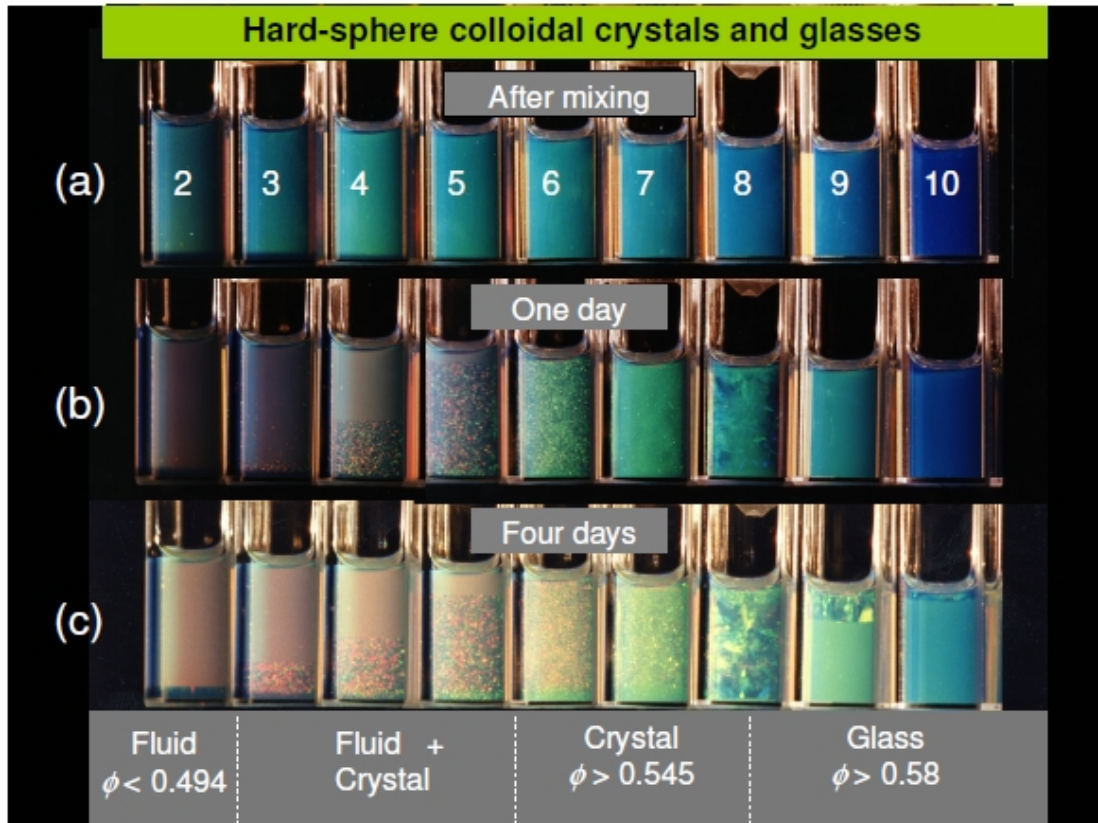 Hard-sphere colloidal crystals and glasses
After mixing
(a)
2 3 4 5 6 7 8 9 10
One day
(b)
Four days
(c)
Fluid
ϕ < 0.494
Fluid +
Crystal
Crystal
ϕ > 0.545
Glass
ϕ > 0.58